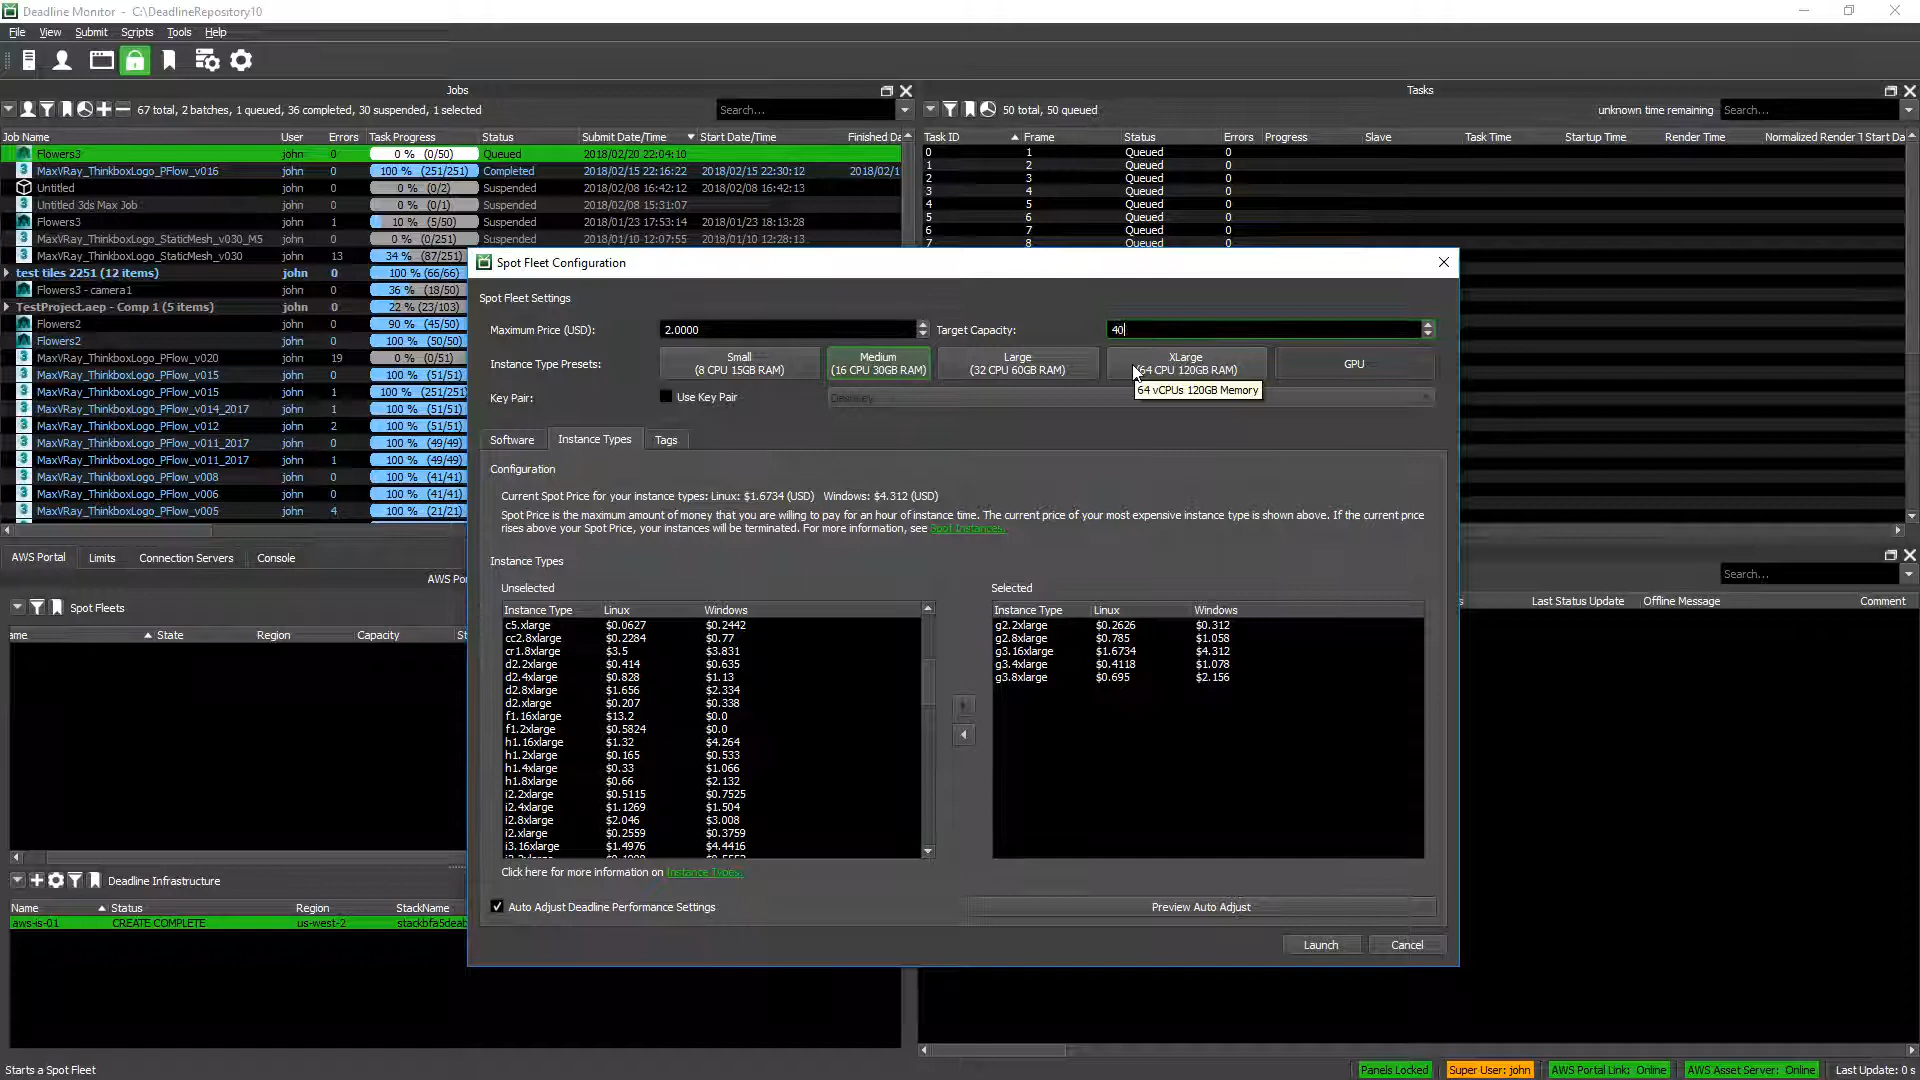 Deadline Monitor - C:\DeadlineRepository10
File View Submit Scripts Tools Help
Jobs
67 total, 2 batches, 1 queued, 36 completed, 30 suspended, 1 selected
Search...
Job Name User Errors Task Progress Status Submit Date/Time Start Date/Time Finished Da
Flowers3 john 0 0 % (0/50) Queued 2018/02/20 22:04:10
MaxVRay_ThinkboxLogo_PFlow_v016 john 0 100 % (251/251) Completed 2018/02/15 22:16:22 2018/02/15 22:30:12 2018/02/1
Untitled john 0 0 % (0/2) Suspended 2018/02/08 16:42:12 2018/02/08 16:42:13
Untitled 3ds Max Job john 0 0 % (0/1) Suspended 2018/02/08 15:31:07
Flowers3 john 1 10 % (5/50) Suspended 2018/01/23 17:53:14 2018/01/23 18:13:28
MaxVRay_ThinkboxLogo_StaticMesh_v030_M5 john 0 0 % (0/251) Suspended 2018/01/10 12:07:55 2018/01/10 12:28:13
MaxVRay_ThinkboxLogo_StaticMesh_v030 john 13 34 % (87/251)
test tiles 2251 (12 items) john 0 100 % (66/66)
Flowers3 - camera1 john 0 36 % (18/50)
TestProject.aep - Comp 1 (5 items) john 0 22 % (23/103)
Flowers2 john 0 90 % (45/50)
Flowers2 john 0 100 % (50/50)
MaxVRay_ThinkboxLogo_PFlow_v020 john 19 0 % (0/51)
MaxVRay_ThinkboxLogo_PFlow_v015 john 0 100 % (51/51)
MaxVRay_ThinkboxLogo_PFlow_v015 john 1 100 % (251/251)
MaxVRay_ThinkboxLogo_PFlow_v014_2017 john 0 100 % (51/51)
MaxVRay_ThinkboxLogo_PFlow_v012 john 2 100 % (51/51)
MaxVRay_ThinkboxLogo_PFlow_v011_2017 john 0 100 % (49/49)
MaxVRay_ThinkboxLogo_PFlow_v011_2017 john 1 100 % (49/49)
MaxVRay_ThinkboxLogo_PFlow_v008 john 0 100 % (41/41)
MaxVRay_ThinkboxLogo_PFlow_v006 john 0 100 % (41/41)
MaxVRay_ThinkboxLogo_PFlow_v005 john 4 100 % (21/21)
Tasks
50 total, 50 queued
unknown time remaining
Search...
Task ID Frame Status Errors Progress Slave Task Time Startup Time Render Time Normalized Render T Start Da
0 1 Queued 0
1 2 Queued 0
2 3 Queued 0
3 4 Queued 0
4 5 Queued 0
5 6 Queued 0
6 7 Queued 0
7 8 Queued 0
Spot Fleet Configuration
Spot Fleet Settings
Maximum Price (USD): 2.0000 Target Capacity: 40
Instance Type Presets:
Small
(8 CPU 15GB RAM)
Medium
(16 CPU 30GB RAM)
Large
(32 CPU 60GB RAM)
XLarge
(64 CPU 120GB RAM)
GPU
64 vCPUs 120GB Memory
Key Pair: Use Key Pair
Software Instance Types Tags
Configuration
Current Spot Price for your instance types: Linux: $1.6734 (USD) Windows: $4.312 (USD)
Spot Price is the maximum amount of money that you are willing to pay for an hour of instance time. The current price of your most expensive instance type is shown above. If the current price
rises above your Spot Price, your instances will be terminated. For more information, see Spot Instances.
Instance Types
Unselected
Instance Type Linux Windows
c5.xlarge $0.0627 $0.2442
cc2.8xlarge $0.2284 $0.77
cr1.8xlarge $3.5 $3.831
d2.2xlarge $0.414 $0.635
d2.4xlarge $0.828 $1.13
d2.8xlarge $1.656 $2.334
d2.xlarge $0.207 $0.338
f1.16xlarge $13.2 $0.0
f1.2xlarge $0.5824 $0.0
h1.16xlarge $1.32 $4.264
h1.2xlarge $0.165 $0.533
h1.4xlarge $0.33 $1.066
h1.8xlarge $0.66 $2.132
i2.2xlarge $0.5115 $0.7525
i2.4xlarge $1.1269 $1.504
i2.8xlarge $2.046 $3.008
i2.xlarge $0.2559 $0.3759
i3.16xlarge $1.4976 $4.4416
Selected
Instance Type Linux Windows
g2.2xlarge $0.2626 $0.312
g2.8xlarge $0.785 $1.058
g3.16xlarge $1.6734 $4.312
g3.4xlarge $0.4118 $1.078
g3.8xlarge $0.695 $2.156
Click here for more information on Instance Types.
Auto Adjust Deadline Performance Settings
Preview Auto Adjust
Launch Cancel
AWS Portal Limits Connection Servers Console
AWS Po
Spot Fleets
ame State Region Capacity St
Deadline Infrastructure
Name Status Region StackName
aws-is-01 CREATE COMPLETE us-west-2 stackbfa5deab
Search...
s Last Status Update Offline Message Comment
Starts a Spot Fleet
Panels Locked Super User: john AWS Portal Link: Online AWS Asset Server: Online Last Update: 0 s